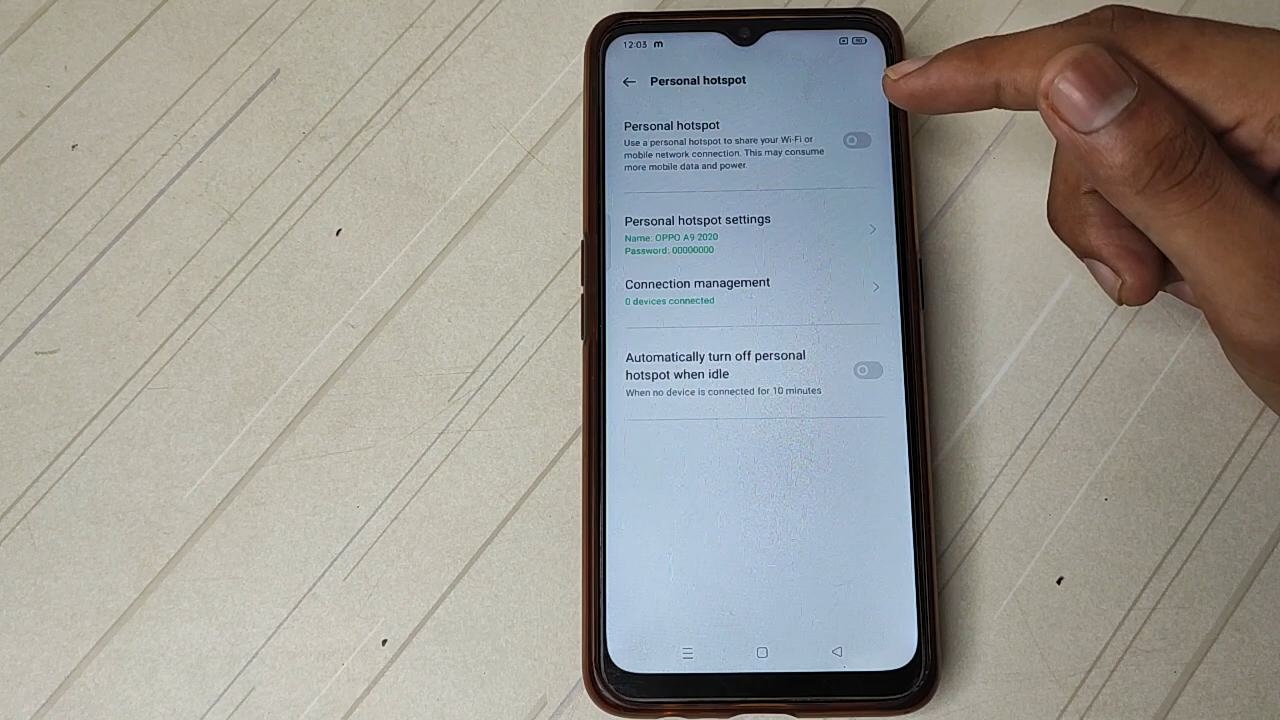 12:03 m
Personal hotspot
Personal hotspot
Use a personal hotspot to share your Wi-Fi or
mobile network connection. This may consume
more mobile data and power.
Personal hotspot settings
Name: OPPO A9 2020
Password: 00000000
Connection management
0 devices connected
Automatically turn off personal
hotspot when idle
When no device is connected for 10 minutes